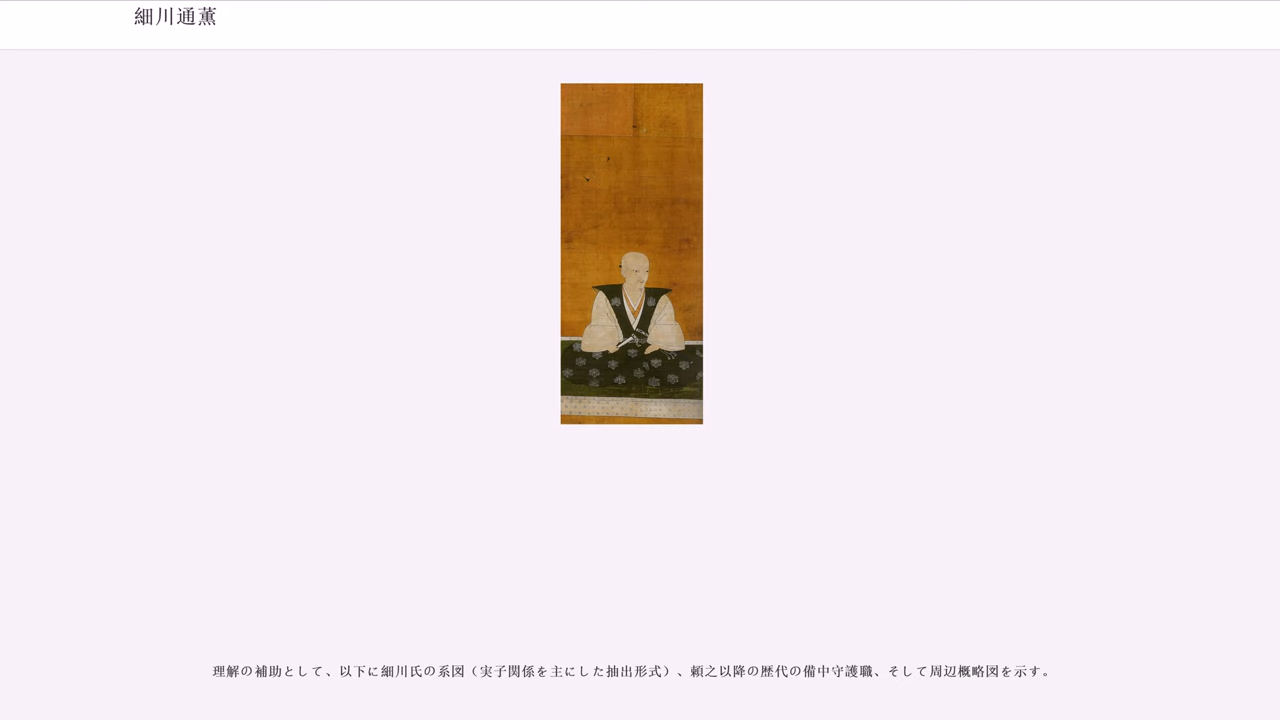 細川通薫
理解の補助として、以下に細川氏の系図（実子関係を主にした抽出形式）、頼之以降の歴代の備中守護職、そして周辺概略図を示す。